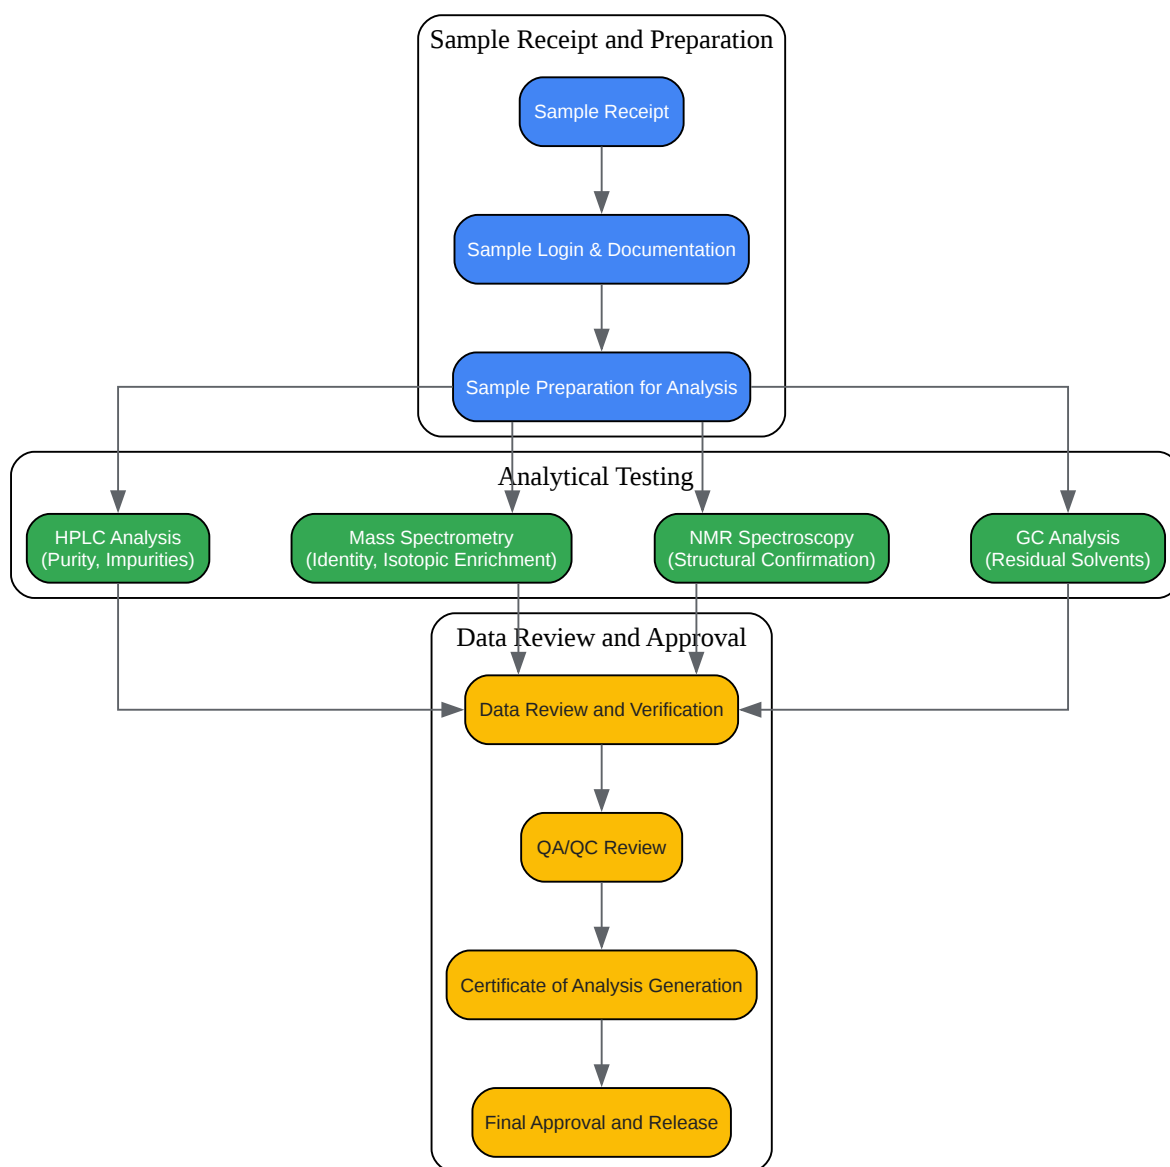 Sample Receipt and Preparation
Sample Receipt
Sample Login & Documentation
Sample Preparation for Analysis
Analytical Testing
HPLC Analysis
(Purity, Impurities)
Mass Spectrometry
(Identity, Isotopic Enrichment)
NMR Spectroscopy
(Structural Confirmation)
GC Analysis
(Residual Solvents)
Data Review and Approval
Data Review and Verification
QA/QC Review
Certificate of Analysis Generation
Final Approval and Release